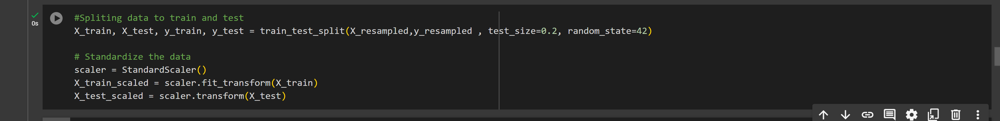 #Spliting data to train and test
0s
X_train, X_test, y_train, y_test = train_test_split(X_resampled,y_resampled , test_size=0.2, random_state=42)
# Standardize the data
scaler = StandardScaler()
X_train_scaled = scaler.fit_transform(X_train)
X_test_scaled = scaler.transform(X_test)